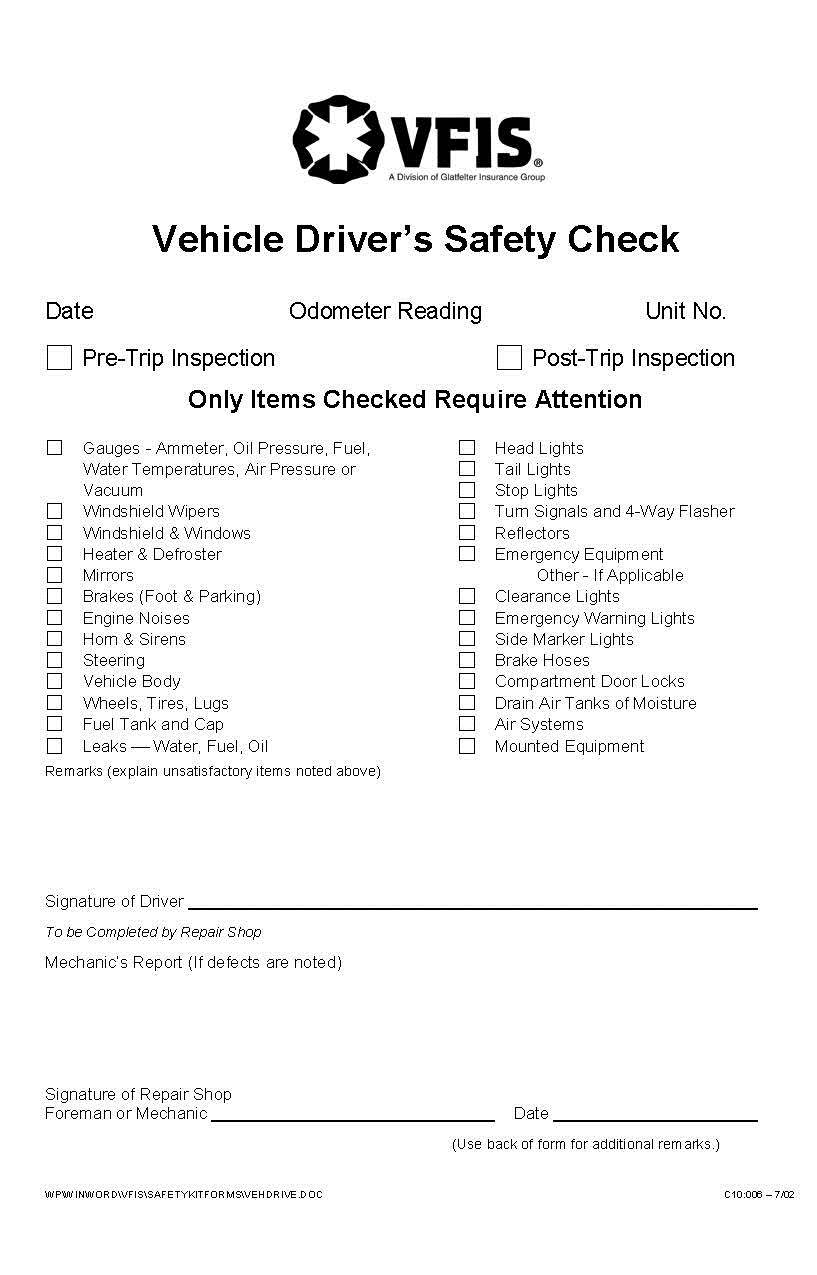 VFIS®
A Division of Glatfelter Insurance Group
Vehicle Driver’s Safety Check
Date Odometer Reading Unit No.
Pre-Trip Inspection Post-Trip Inspection
Only Items Checked Require Attention
Gauges - Ammeter, Oil Pressure, Fuel,
Water Temperatures, Air Pressure or
Vacuum
Windshield Wipers
Windshield & Windows
Heater & Defroster
Mirrors
Brakes (Foot & Parking)
Engine Noises
Horn & Sirens
Steering
Vehicle Body
Wheels, Tires, Lugs
Fuel Tank and Cap
Leaks — Water, Fuel, Oil
Head Lights
Tail Lights
Stop Lights
Turn Signals and 4-Way Flasher
Reflectors
Emergency Equipment
Other - If Applicable
Clearance Lights
Emergency Warning Lights
Side Marker Lights
Brake Hoses
Compartment Door Locks
Drain Air Tanks of Moisture
Air Systems
Mounted Equipment
Remarks (explain unsatisfactory items noted above)
Signature of Driver
To be Completed by Repair Shop
Mechanic’s Report (If defects are noted)
Signature of Repair Shop
Foreman or Mechanic Date
(Use back of form for additional remarks.)
WP\WINWORD\VFIS\SAFETYKITFORMS\VEHDRIVE.DOC C10:006 – 7/02